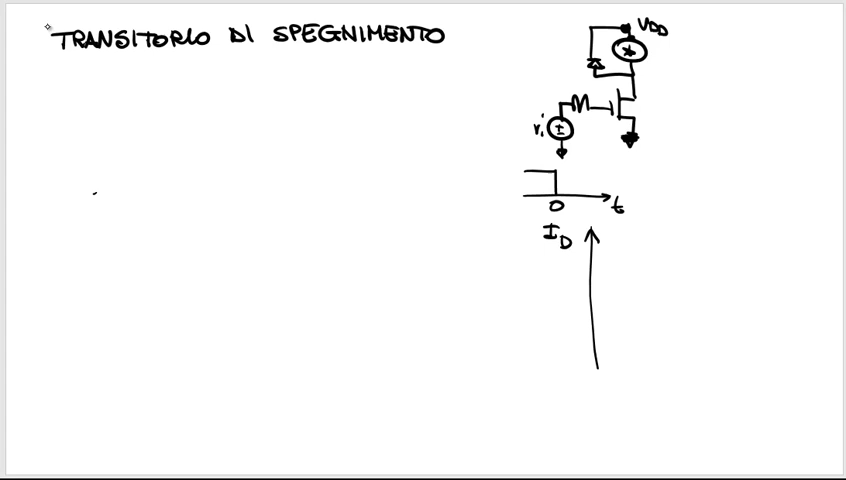 TRANSITORIO DI SPEGNIMENTO
VDD
vi
0
t
ID